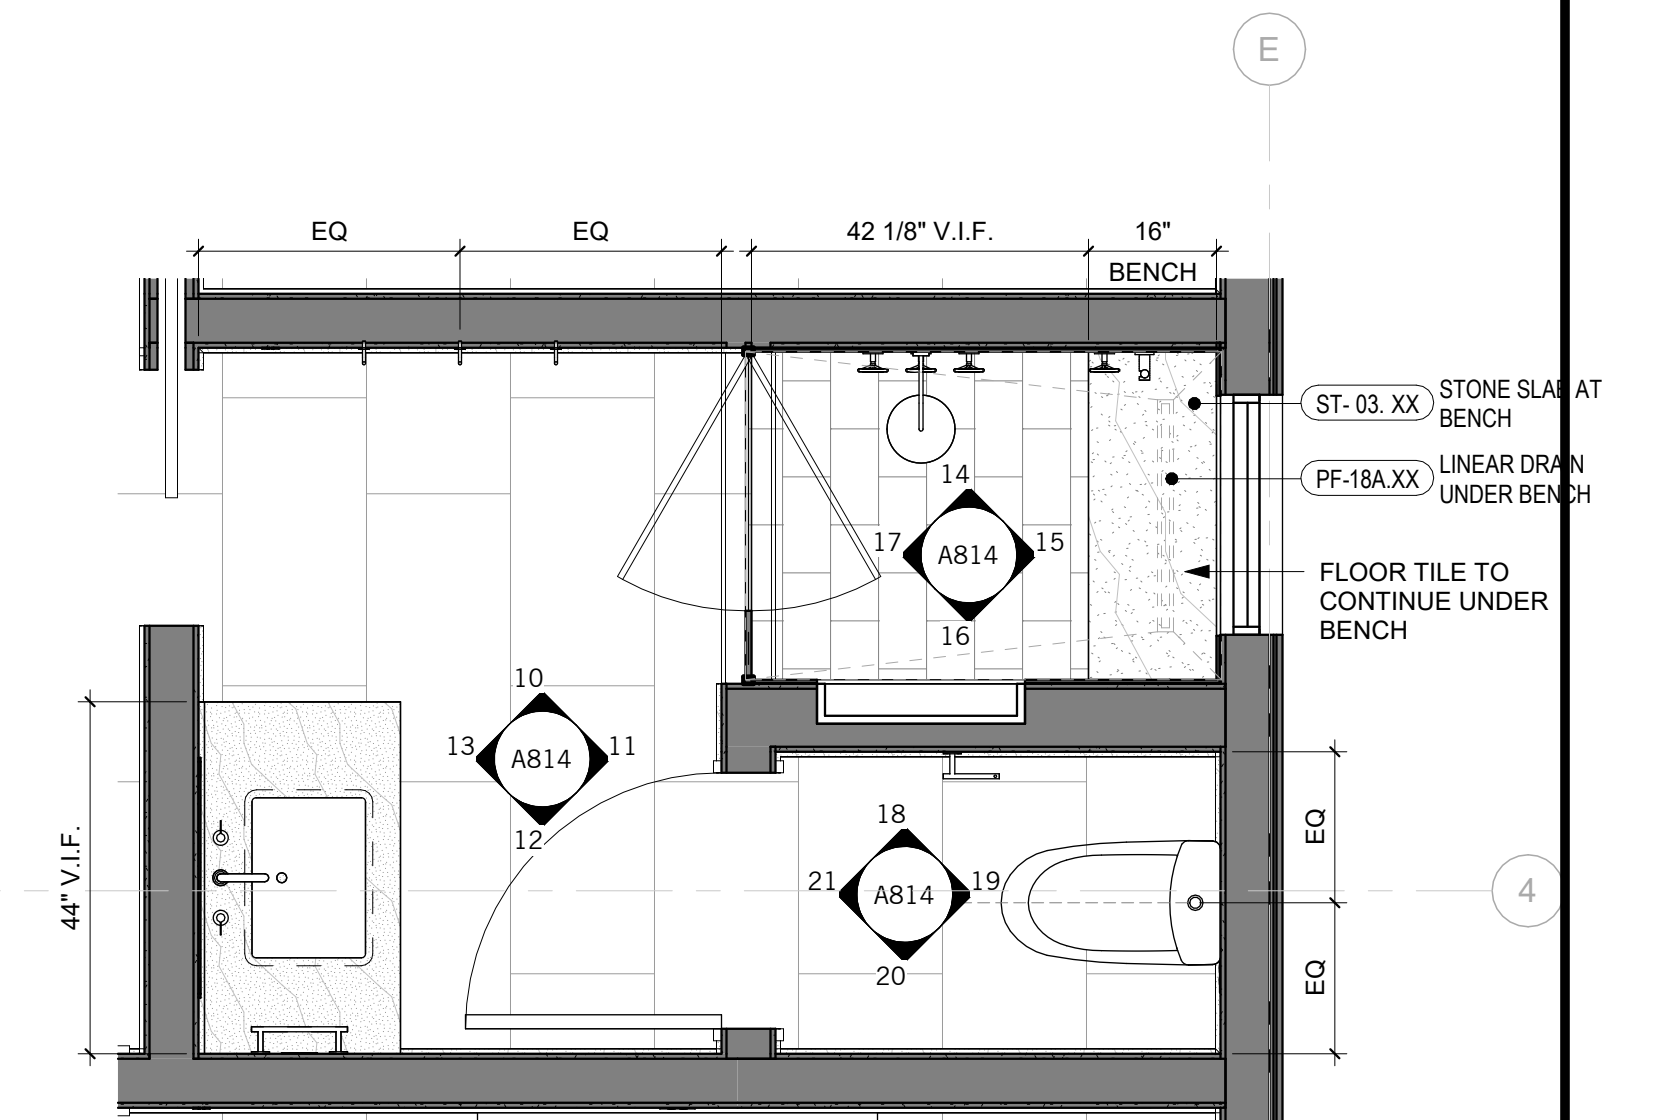 E
EQ
EQ
42 1/8" V.I.F.
16"
BENCH
ST- 03. XX
STONE SLAB AT
BENCH
PF-18A.XX
LINEAR DRAIN
UNDER BENCH
14
17
A814
15
16
FLOOR TILE TO
CONTINUE UNDER
BENCH
10
13
A814
11
12
18
21
A814
19
20
44" V.I.F.
EQ
EQ
4